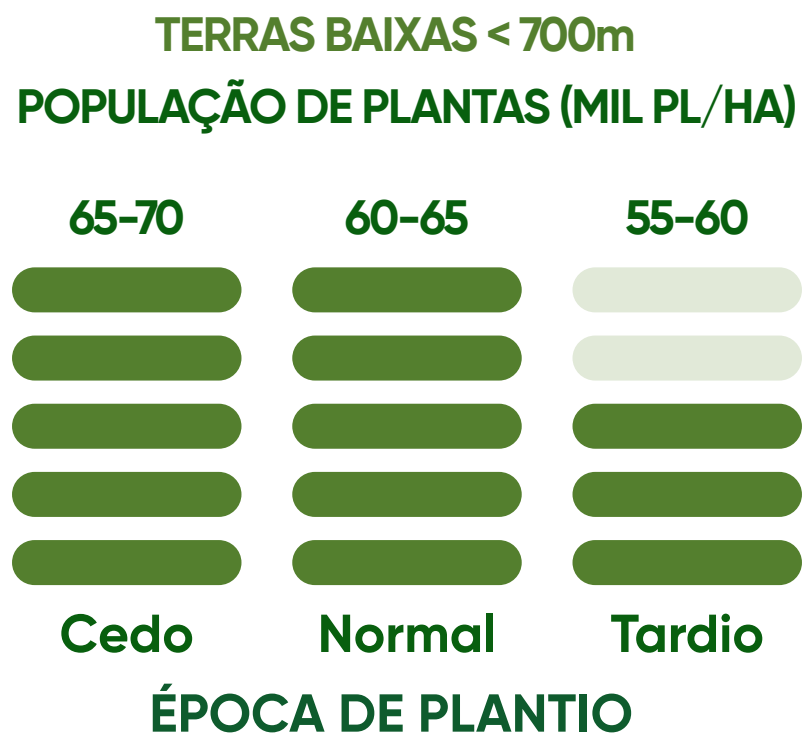 TERRAS BAIXAS < 700m
POPULAÇÃO DE PLANTAS (MIL PL/HA)
65-70 60-65 55-60
Cedo Normal Tardio
ÉPOCA DE PLANTIO